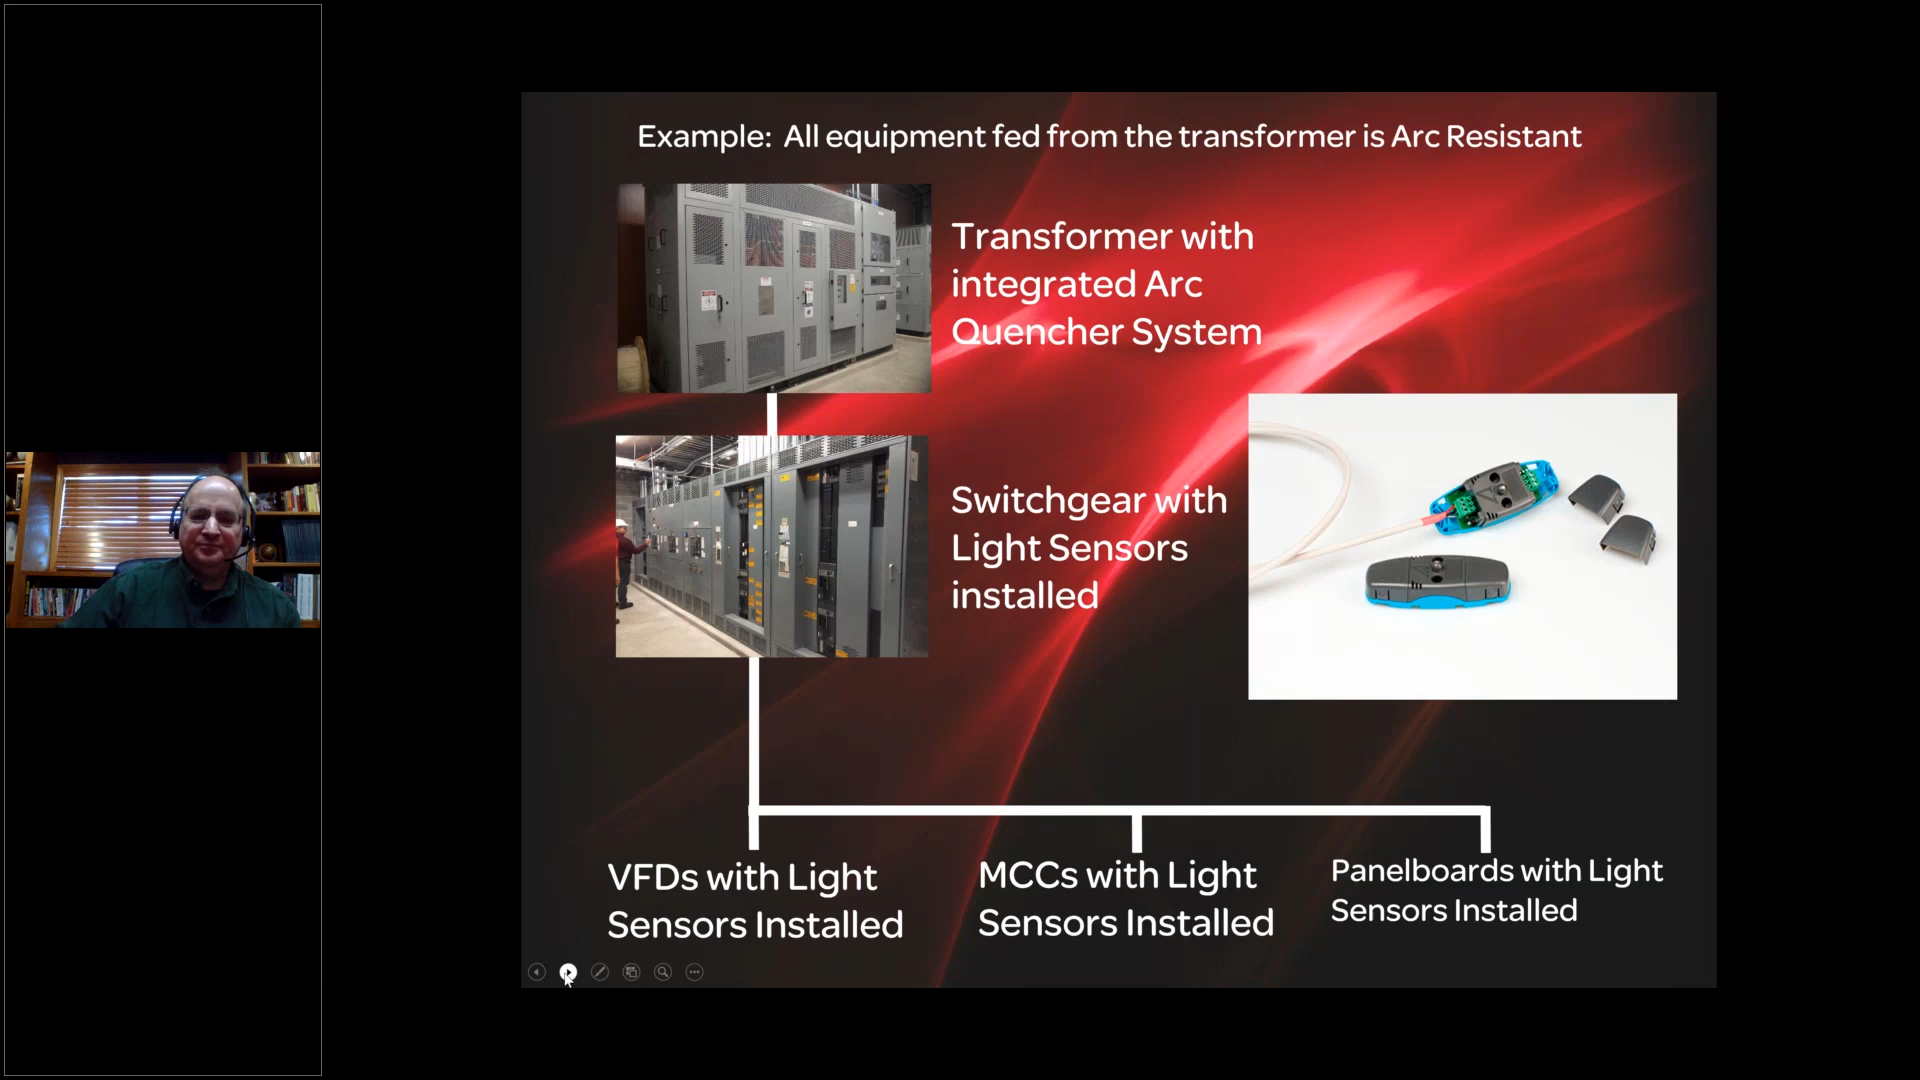 Example: All equipment fed from the transformer is Arc Resistant
Transformer with
integrated Arc
Quencher System
Switchgear with
Light Sensors
installed
VFDs with Light
Sensors Installed
MCCs with Light
Sensors Installed
Panelboards with Light
Sensors Installed